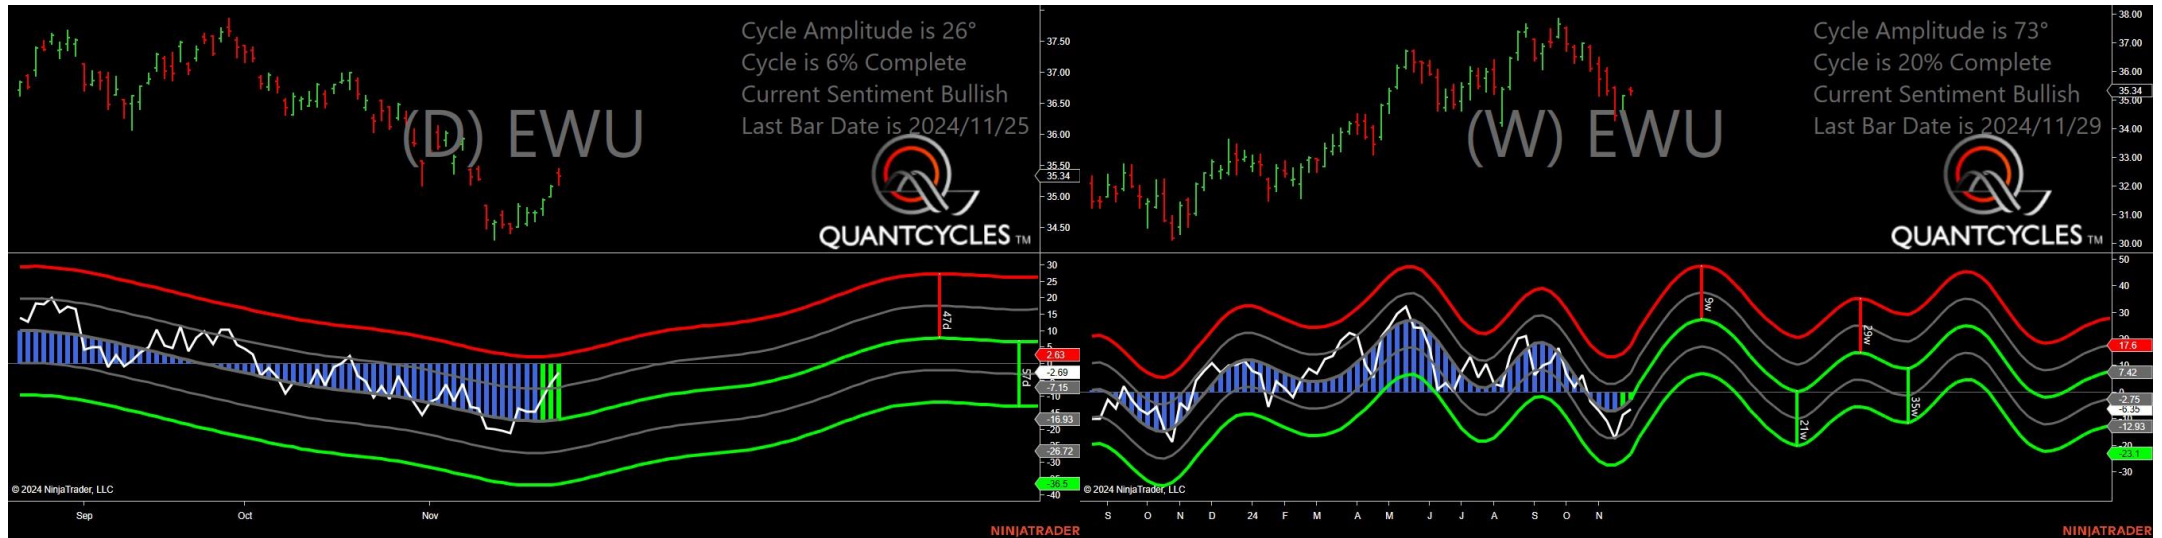 Cycle Amplitude is 26°
Cycle is 6% Complete
Current Sentiment Bullish
Last Bar Date is 2024/11/25
(D) EWU
QUANTCYCLES TM
37.50
37.00
36.50
36.00
35.50
35.34
35.00
34.50
30
25
20
15
10
5
2.63
-2.69
-7.15
-10
-16.93
-20
-26.72
-30
-36.5
-40
47d
57d
© 2024 NinjaTrader, LLC
Sep Oct Nov
NINJATRADER
Cycle Amplitude is 73°
Cycle is 20% Complete
Current Sentiment Bullish
Last Bar Date is 2024/11/29
(W) EWU
QUANTCYCLES TM
38.00
37.00
36.00
35.34
35.00
34.00
33.00
32.00
31.00
30.00
50
40
30
17.6
7.42
0
-2.75
-6.35
-12.93
-20
-23.1
-30
9w
29w
21w
35w
© 2024 NinjaTrader, LLC
S O N D 24 F M A M J J A S O N
NINJATRADER